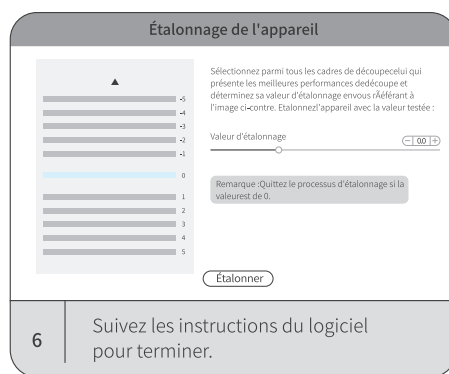 Étalonnage de l'appareil
Sélectionnez parmi tous les cadres de découpecelui qui
présente les meilleures performances dedécoupe et
déterminez sa valeur d'étalonnage envous rÃéférant à
l'image ci-contre. Etalonnezl'appareil avec la valeur testée :
-5
-4
-3
-2
-1
0
1
2
3
4
5
Valeur d'étalonnage
− 0.0 +
Remarque :Quittez le processus d'étalonnage si la
valeurest de 0.
Étalonner
6
Suivez les instructions du logiciel
pour terminer.